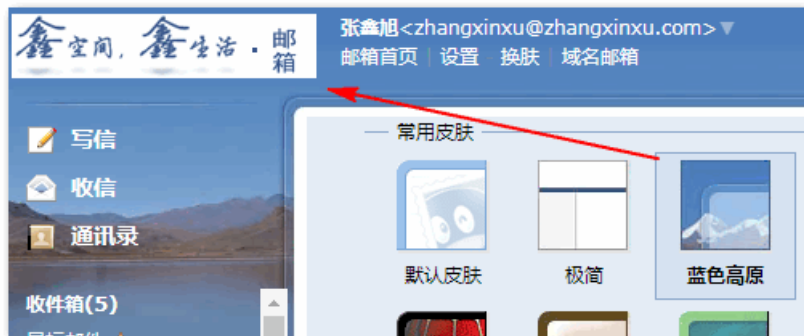 鑫空间,鑫生活·邮箱
张鑫旭<zhangxinxu@zhangxinxu.com>▼
邮箱首页 | 设置 - 换肤 | 域名邮箱
写信
收信
通讯录
收件箱(5)
常用皮肤
默认皮肤
极简
蓝色高原